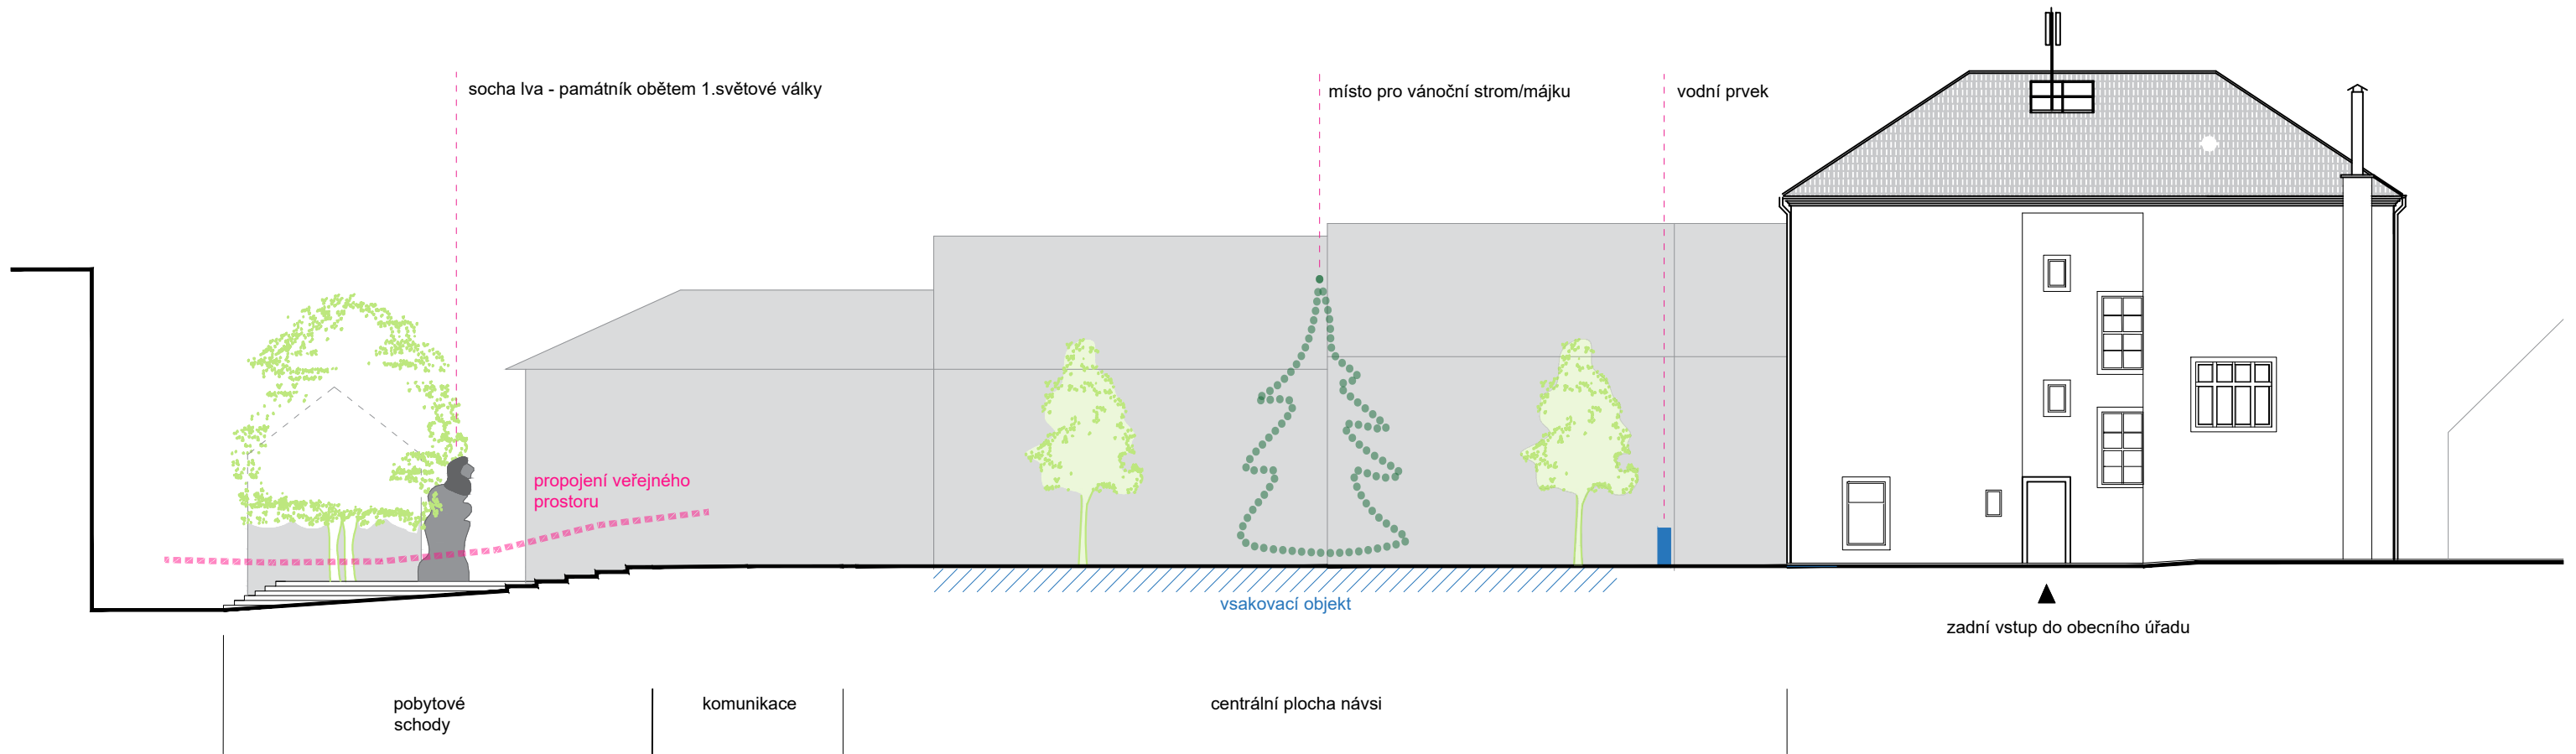 socha lva - památník obětem 1.světové války
místo pro vánoční strom/májku
vodní prvek
propojení veřejného
prostoru
vsakovací objekt
zadní vstup do obecního úřadu
pobytové
schody
komunikace
centrální plocha návsi